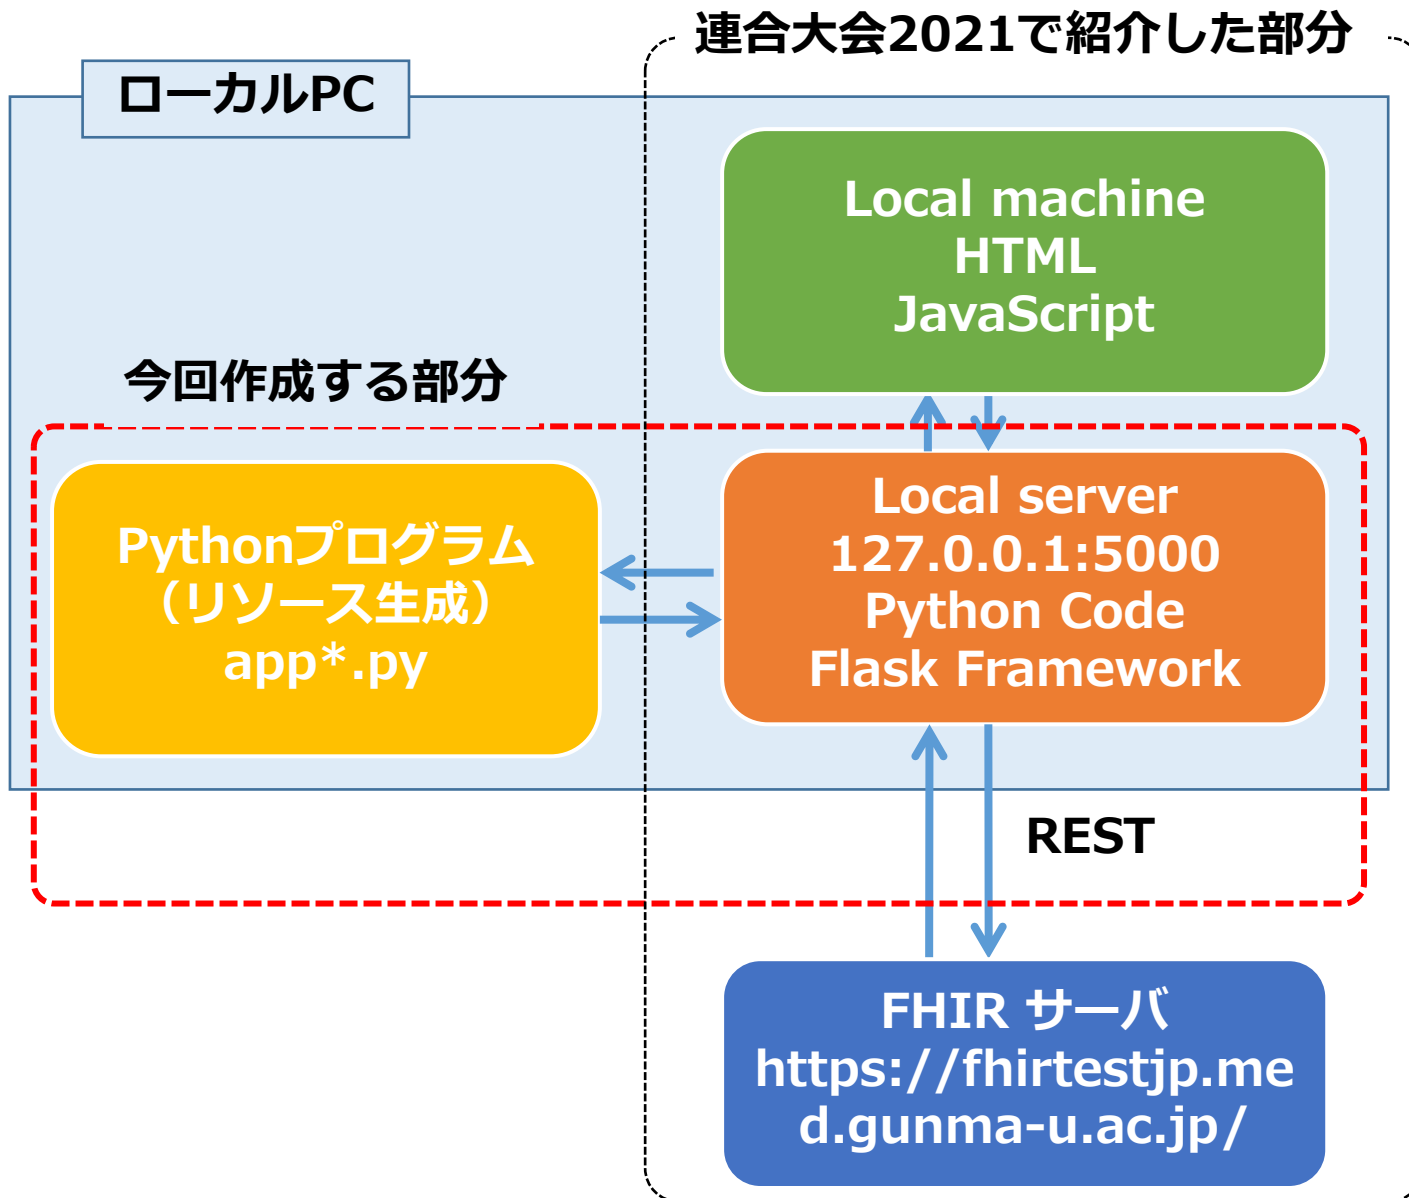 連合大会2021で紹介した部分
ローカルPC
Local machine
HTML
JavaScript
今回作成する部分
Pythonプログラム
（リソース生成）
app*.py
Local server
127.0.0.1:5000
Python Code
Flask Framework
REST
FHIR サーバ
https://fhirtestjp.me
d.gunma-u.ac.jp/